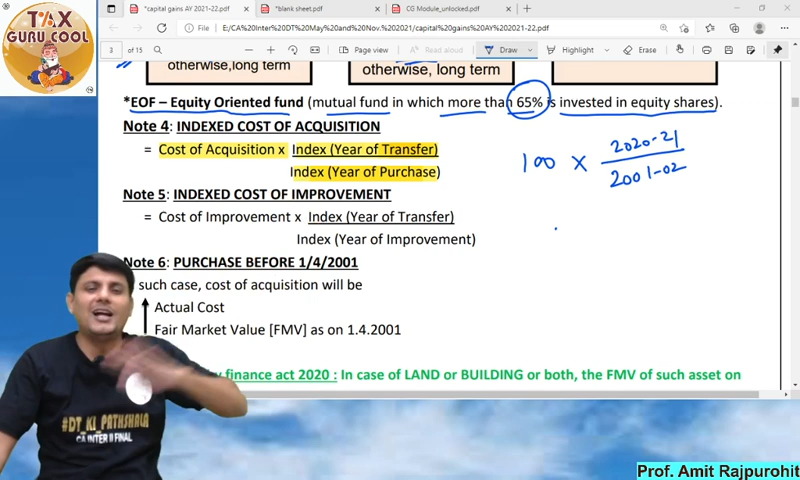 TAX
GURU COOL
*capital gains AY 2021-22.pdf
*blank sheet.pdf
CG Module_unlocked.pdf
File
E:/CA%20Inter%20DT%20May%20and%20Nov.%202021/capital%20gains%20AY%202021-22.pdf
3 of 15
Page view
Read aloud
Draw
Highlight
Erase
otherwise,long term
otherwise, long term
*EOF – Equity Oriented fund (mutual fund in which more than 65% is invested in equity shares).
Note 4: INDEXED COST OF ACQUISITION
= Cost of Acquisition x Index (Year of Transfer)
Index (Year of Purchase)
100 × 2020-21
2001-02
Note 5: INDEXED COST OF IMPROVEMENT
= Cost of Improvement x Index (Year of Transfer)
Index (Year of Improvement)
Note 6: PURCHASE BEFORE 1/4/2001
such case, cost of acquisition will be
Actual Cost
Fair Market Value [FMV] as on 1.4.2001
finance act 2020 : In case of LAND or BUILDING or both, the FMV of such asset on
#DT_KI_PATHSHALA
CA INTER II FINAL
Prof. Amit Rajpurohit